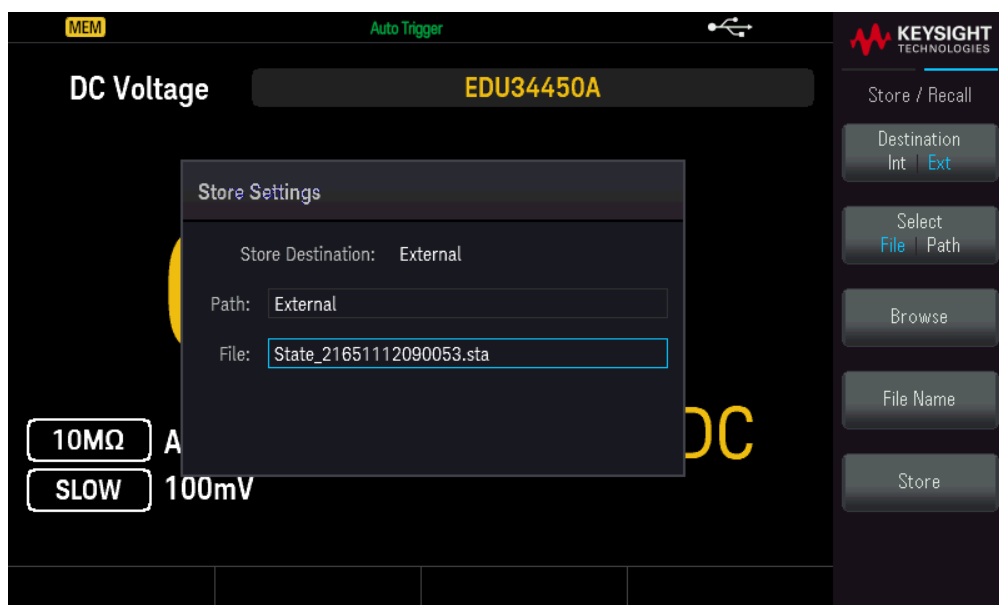 MEM
Auto Trigger
KEYSIGHT
TECHNOLOGIES
DC Voltage
EDU34450A
Store / Recall
Destination
Int | Ext
Store Settings
Store Destination: External
Select
File | Path
Path: External
Browse
File: State_21651112090053.sta
File Name
10MΩ A
DC
SLOW 100mV
Store